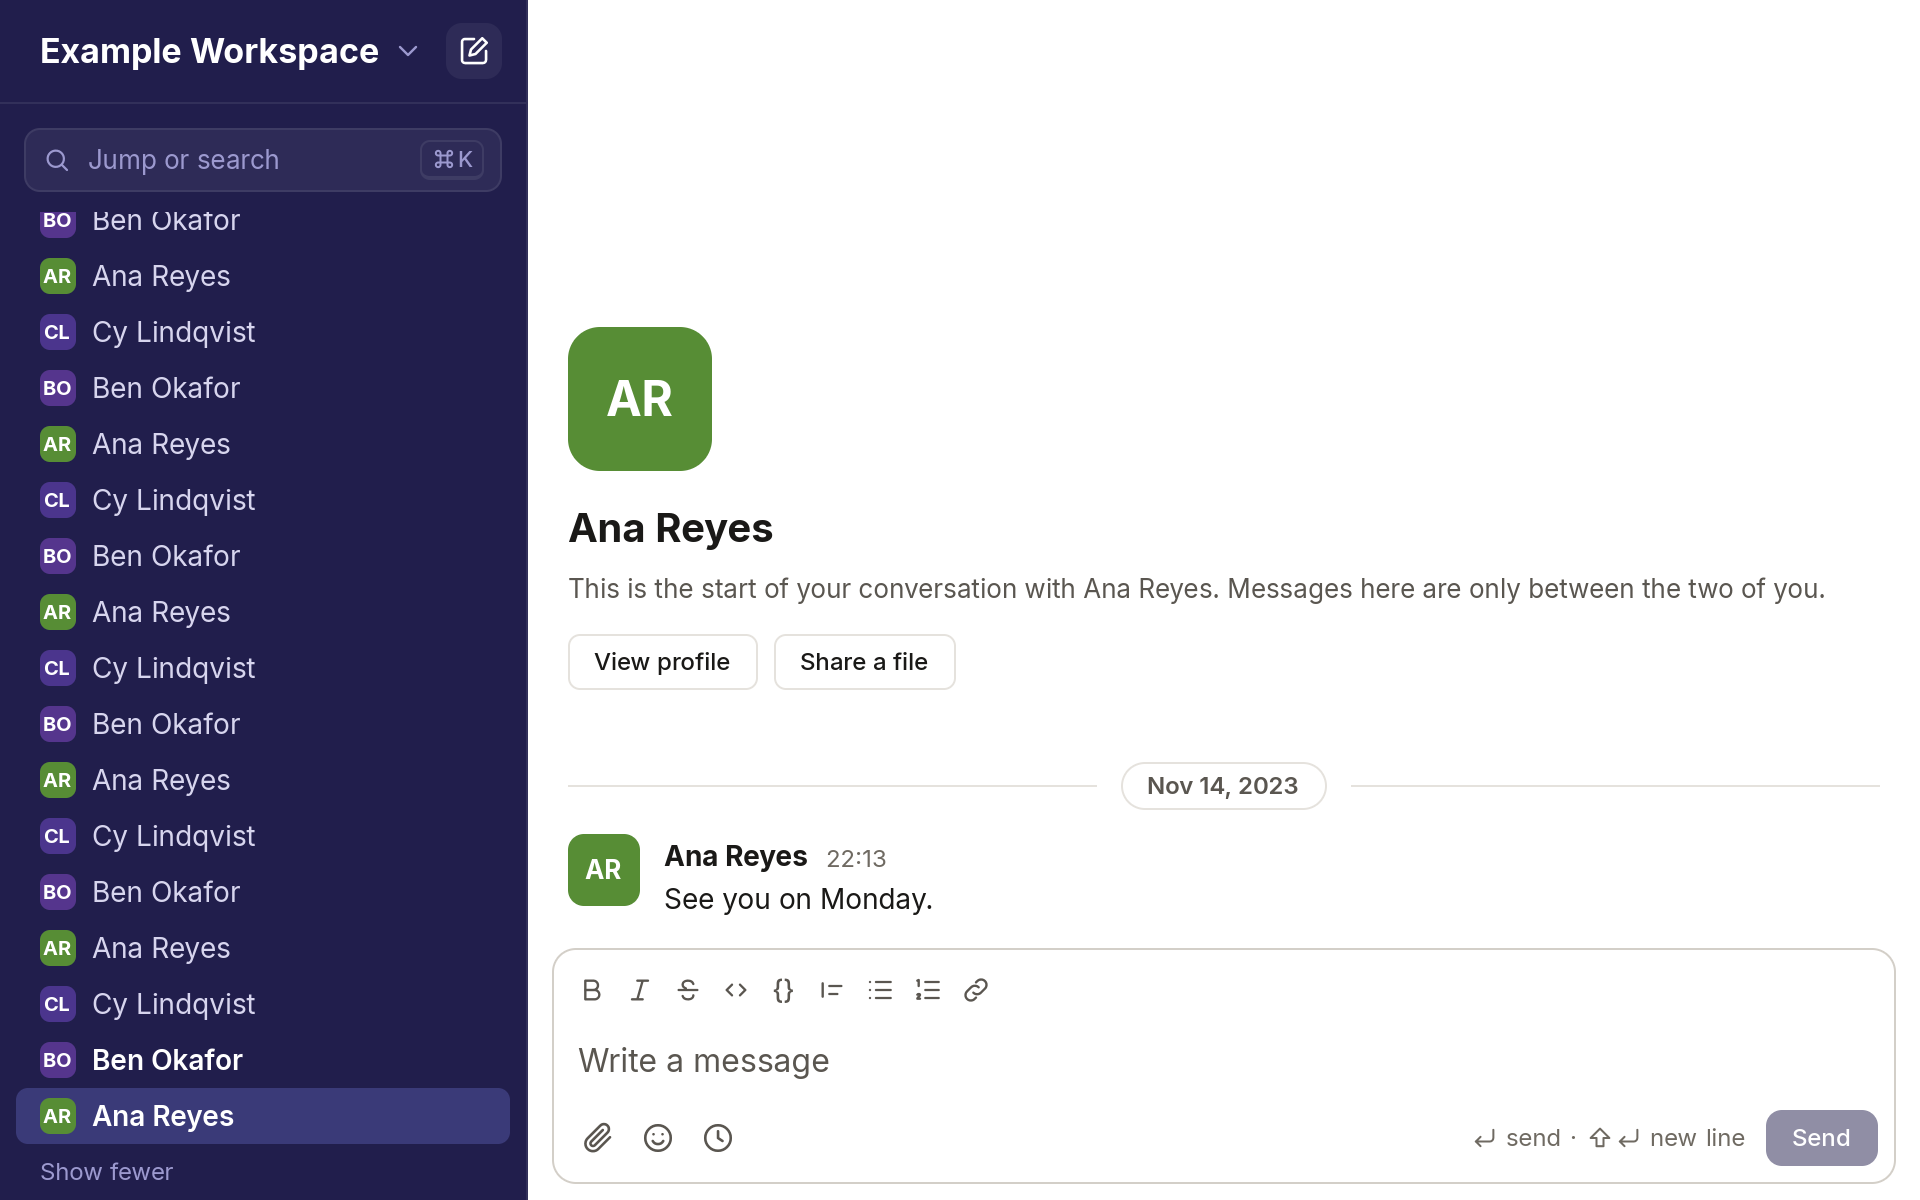 Example Workspace
Jump or search
⌘K
BO Ben Okafor
AR Ana Reyes
CL Cy Lindqvist
BO Ben Okafor
AR Ana Reyes
CL Cy Lindqvist
BO Ben Okafor
AR Ana Reyes
CL Cy Lindqvist
BO Ben Okafor
AR Ana Reyes
CL Cy Lindqvist
BO Ben Okafor
AR Ana Reyes
CL Cy Lindqvist
BO Ben Okafor
AR Ana Reyes
Show fewer
AR
Ana Reyes
This is the start of your conversation with Ana Reyes. Messages here are only between the two of you.
View profile
Share a file
Nov 14, 2023
AR
Ana Reyes 22:13
See you on Monday.
Write a message
send · new line
Send